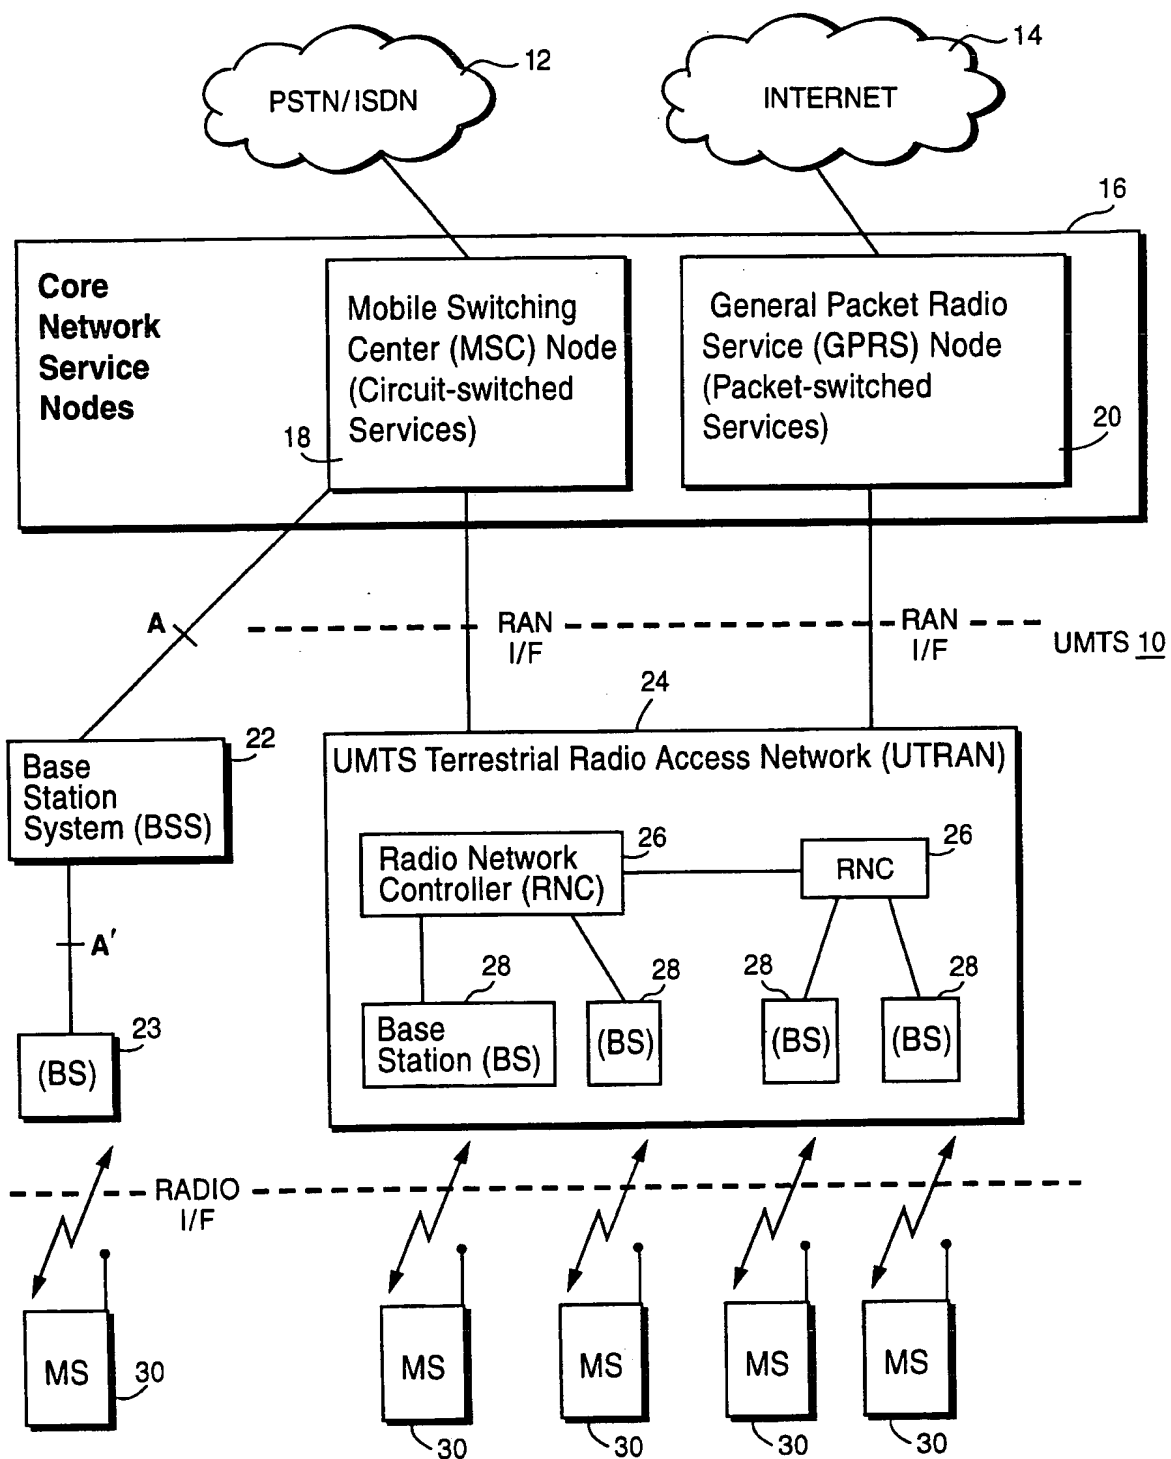 12
14
PSTN/ISDN
INTERNET
16
Core
Network
Service
Nodes
Mobile Switching
Center (MSC) Node
(Circuit-switched
Services)
18
General Packet Radio
Service (GPRS) Node
(Packet-switched
Services)
20
A
RAN
I/F
RAN
I/F
UMTS 10
24
22
Base
Station
System (BSS)
UMTS Terrestrial Radio Access Network (UTRAN)
26
Radio Network
Controller (RNC)
26
RNC
A'
28
28
28
28
Base
Station (BS)
(BS)
(BS)
(BS)
23
(BS)
RADIO
I/F
MS
30
MS
30
MS
30
MS
30
MS
30